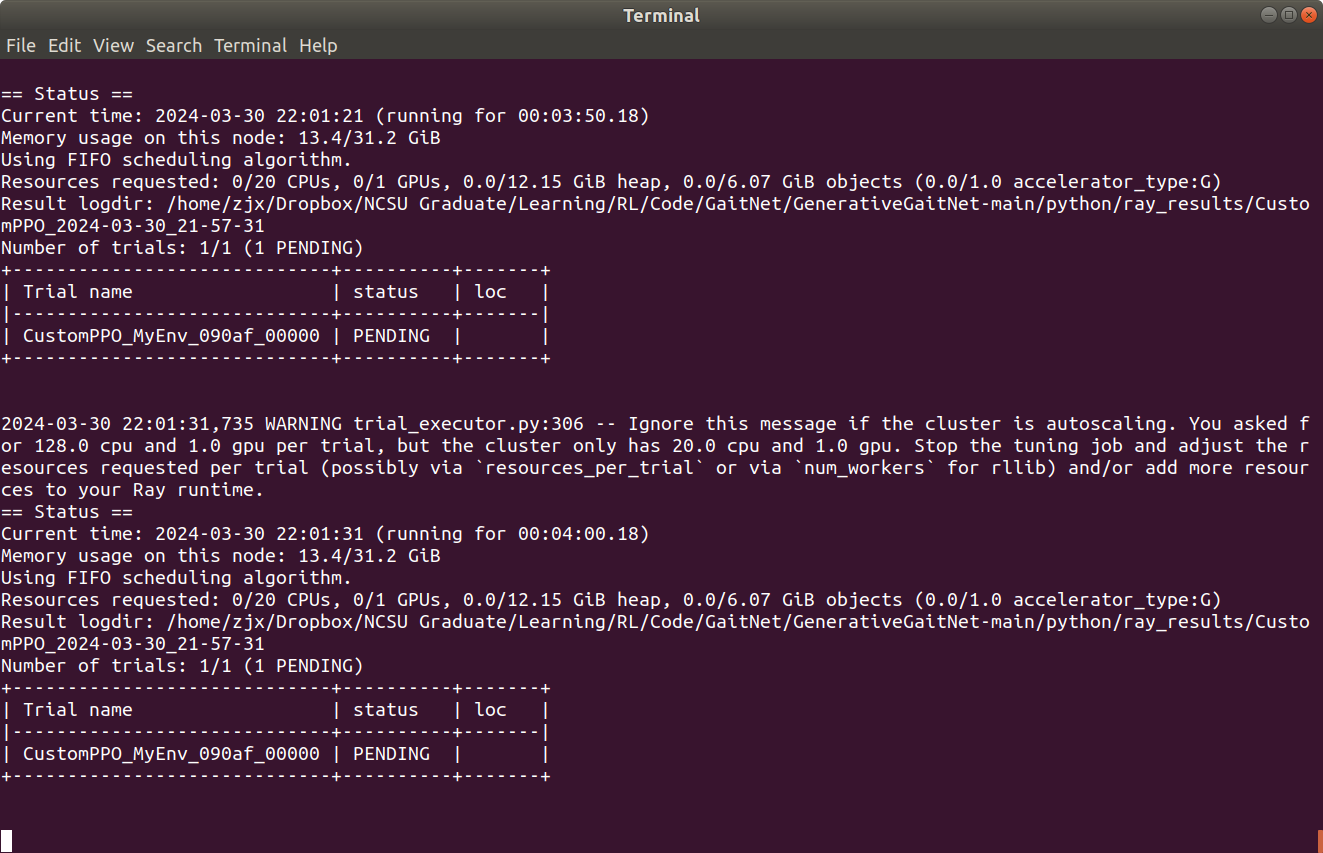 Terminal
File Edit View Search Terminal Help
== Status ==
Current time: 2024-03-30 22:01:21 (running for 00:03:50.18)
Memory usage on this node: 13.4/31.2 GiB
Using FIFO scheduling algorithm.
Resources requested: 0/20 CPUs, 0/1 GPUs, 0.0/12.15 GiB heap, 0.0/6.07 GiB objects (0.0/1.0 accelerator_type:G)
Result logdir: /home/zjx/Dropbox/NCSU Graduate/Learning/RL/Code/GaitNet/GenerativeGaitNet-main/python/ray_results/Custo
mPPO_2024-03-30_21-57-31
Number of trials: 1/1 (1 PENDING)
+-----------------------------+----------+-------+
| Trial name                  | status   | loc   |
|-----------------------------+----------+-------|
| CustomPPO_MyEnv_090af_00000 | PENDING  |       |
+-----------------------------+----------+-------+
2024-03-30 22:01:31,735 WARNING trial_executor.py:306 -- Ignore this message if the cluster is autoscaling. You asked f
or 128.0 cpu and 1.0 gpu per trial, but the cluster only has 20.0 cpu and 1.0 gpu. Stop the tuning job and adjust the r
esources requested per trial (possibly via `resources_per_trial` or via `num_workers` for rllib) and/or add more resour
ces to your Ray runtime.
== Status ==
Current time: 2024-03-30 22:01:31 (running for 00:04:00.18)
Memory usage on this node: 13.4/31.2 GiB
Using FIFO scheduling algorithm.
Resources requested: 0/20 CPUs, 0/1 GPUs, 0.0/12.15 GiB heap, 0.0/6.07 GiB objects (0.0/1.0 accelerator_type:G)
Result logdir: /home/zjx/Dropbox/NCSU Graduate/Learning/RL/Code/GaitNet/GenerativeGaitNet-main/python/ray_results/Custo
mPPO_2024-03-30_21-57-31
Number of trials: 1/1 (1 PENDING)
+-----------------------------+----------+-------+
| Trial name                  | status   | loc   |
|-----------------------------+----------+-------|
| CustomPPO_MyEnv_090af_00000 | PENDING  |       |
+-----------------------------+----------+-------+